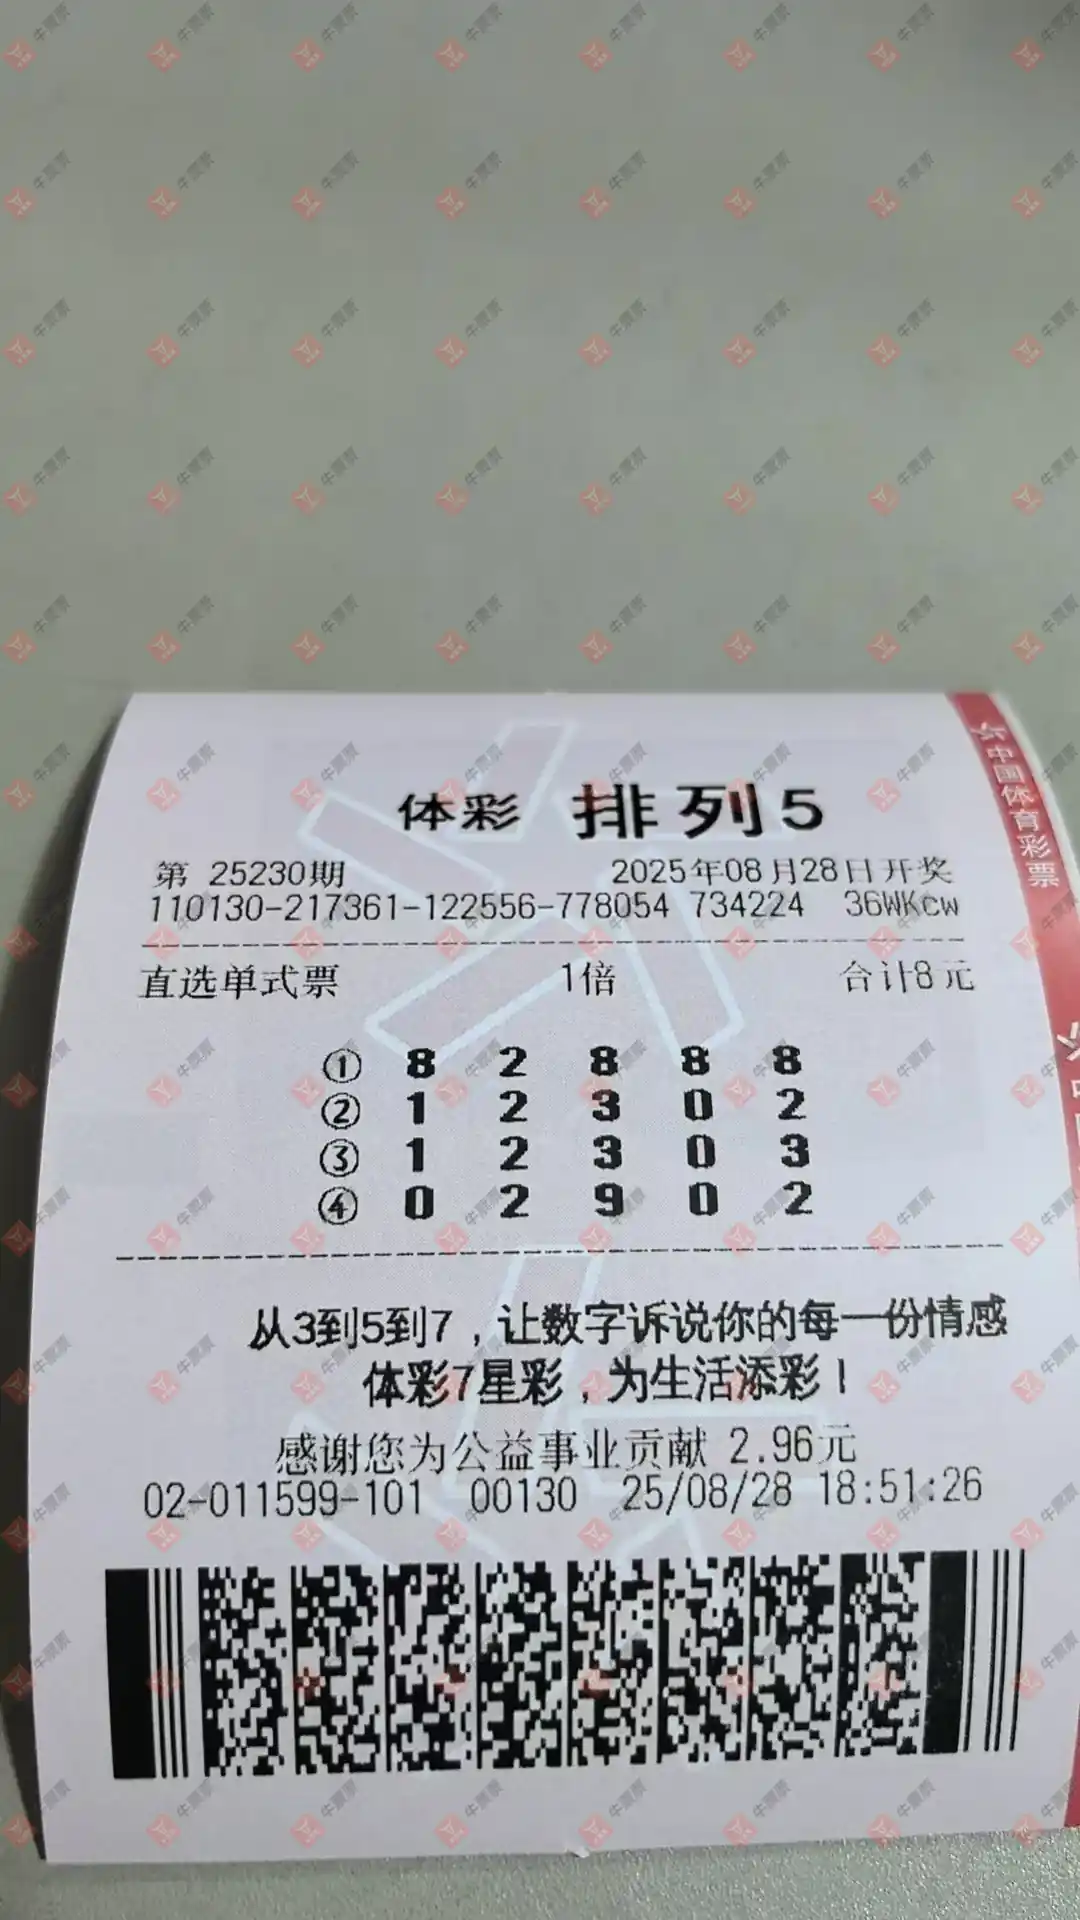 体彩 排列5
第 25230期 2025年08月28日开奖
110130-217361-122556-778054 734224 36WKcw
直选单式票 1倍 合计8元
① 8 2 8 8 8
② 1 2 3 0 2
③ 1 2 3 0 3
④ 0 2 9 0 2
从3到5到7，让数字诉说你的每一份情感
体彩7星彩，为生活添彩！
感谢您为公益事业贡献 2.96元
02-011599-101 00130 25/08/28 18:51:26
中国体育彩票